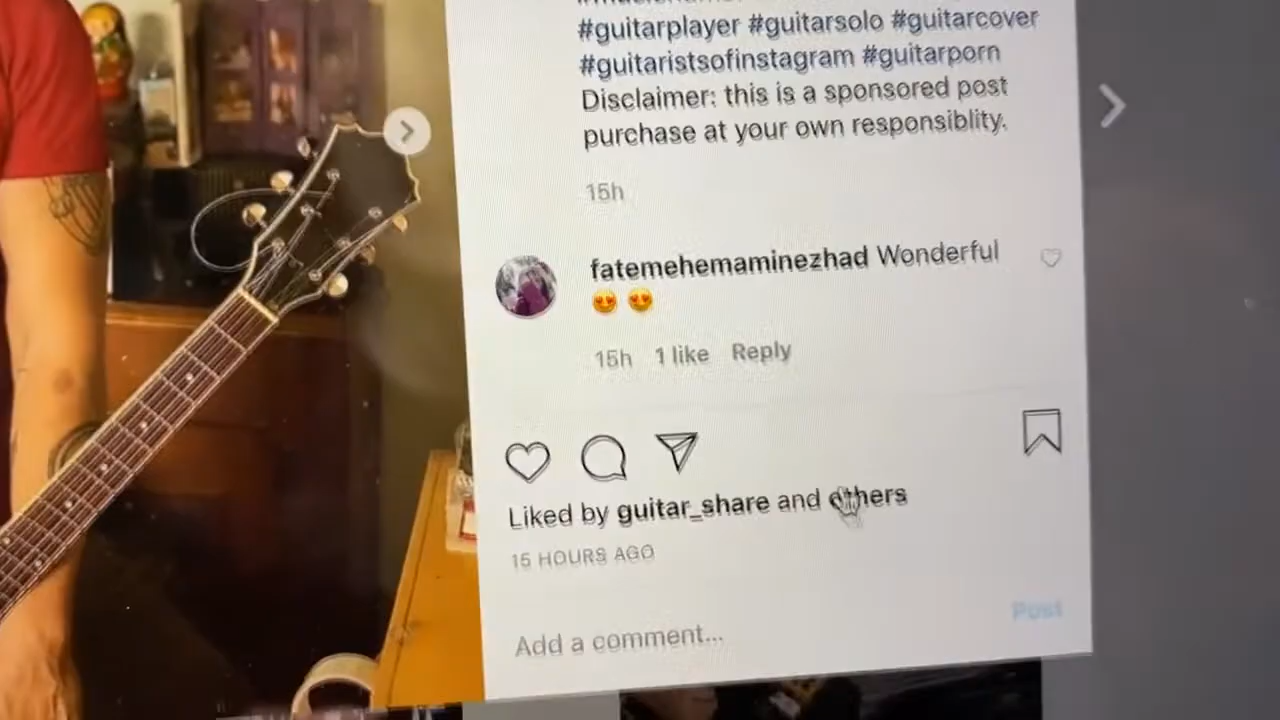 #guitarplayer #guitarsolo #guitarcover
#guitaristsofinstagram #guitarporn
Disclaimer: this is a sponsored post
purchase at your own responsiblity.
15h
fatemehemaminezhad Wonderful
😍 😍
15h 1 like Reply
Liked by guitar_share and others
15 HOURS AGO
Add a comment...
Post